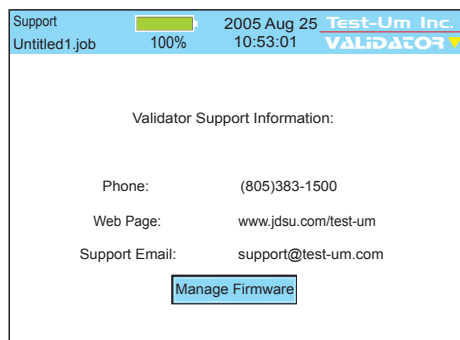 Support 2005 Aug 25 Test-Um Inc.
Untitled1.job 100% 10:53:01 VALiDATOR
Validator Support Information:
Phone: (805)383-1500
Web Page: www.jdsu.com/test-um
Support Email: support@test-um.com
Manage Firmware